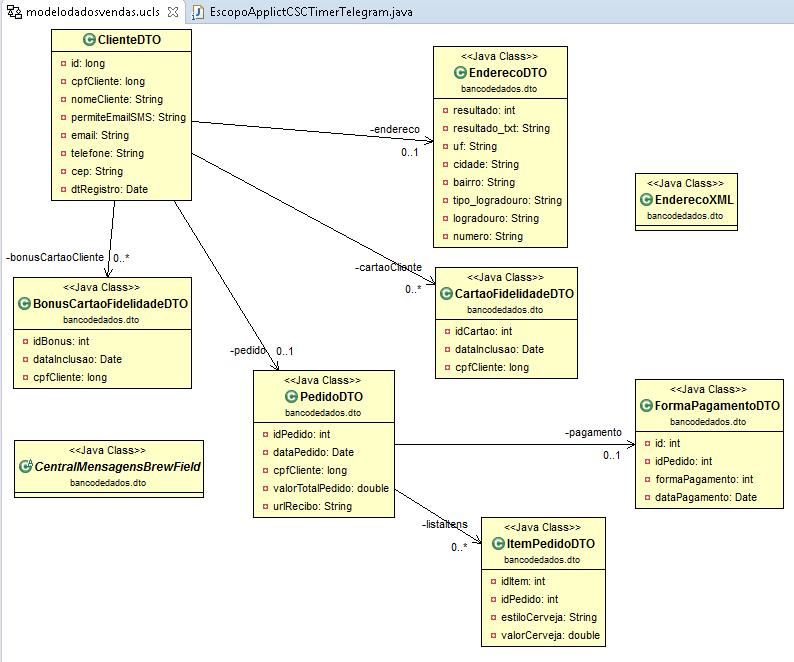 modelodadosvendas.ucls
EscopoApplictCSCTimerTelegram.java
ClienteDTO
id: long
cpfCliente: long
nomeCliente: String
permiteEmailSMS: String
email: String
telefone: String
cep: String
dtRegistro: Date
-endereco
0..1
<<Java Class>>
EnderecoDTO
bancodedados.dto
resultado: int
resultado_txt: String
uf: String
cidade: String
bairro: String
tipo_logradouro: String
logradouro: String
numero: String
<<Java Class>>
EnderecoXML
bancodedados.dto
-bonusCartaoCliente
0..*
<<Java Class>>
BonusCartaoFidelidadeDTO
bancodedados.dto
idBonus: int
dataInclusao: Date
cpfCliente: long
-cartaoCliente
0..*
<<Java Class>>
CartaoFidelidadeDTO
bancodedados.dto
idCartao: int
dataInclusao: Date
cpfCliente: long
-pedido
0..1
<<Java Class>>
PedidoDTO
bancodedados.dto
idPedido: int
dataPedido: Date
cpfCliente: long
valorTotalPedido: double
urlRecibo: String
-pagamento
0..1
<<Java Class>>
FormaPagamentoDTO
bancodedados.dto
id: int
idPedido: int
formaPagamento: int
dataPagamento: Date
<<Java Class>>
CentralMensagensBrewField
bancodedados.dto
-listaItens
0..*
<<Java Class>>
ItemPedidoDTO
bancodedados.dto
idItem: int
idPedido: int
estiloCerveja: String
valorCerveja: double